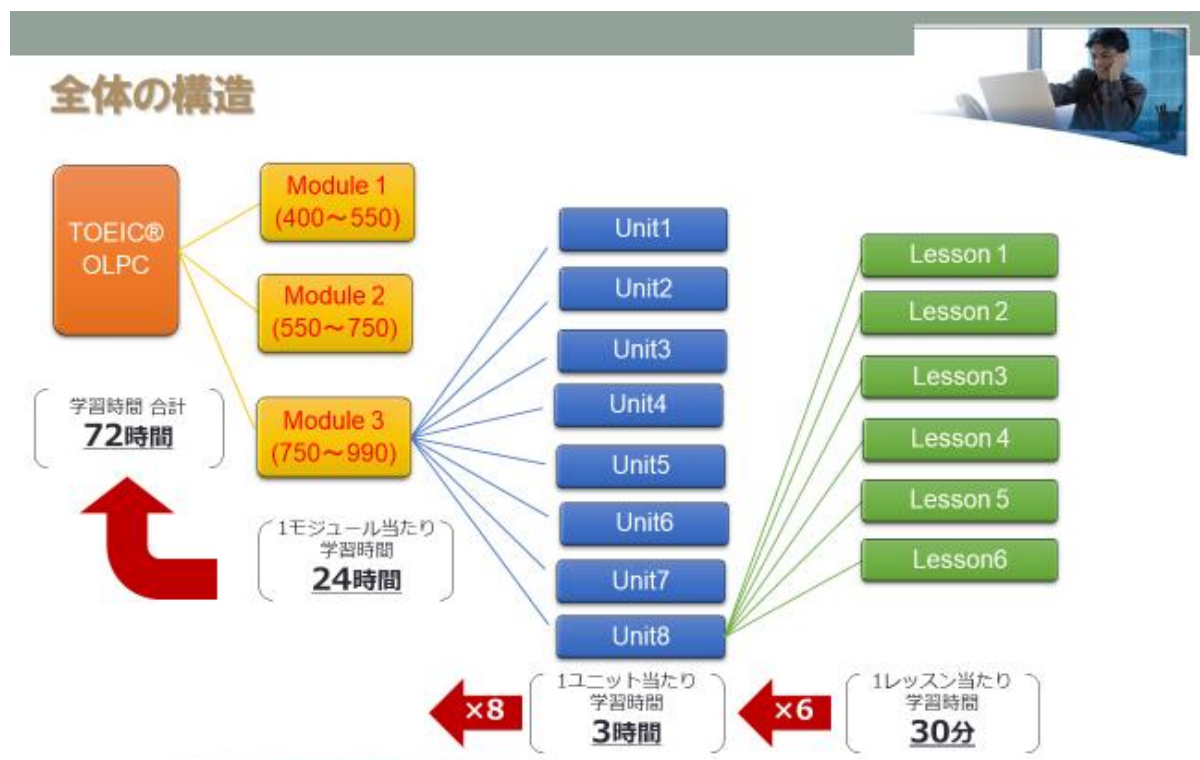 全体の構造
TOEIC®
OLPC
Module 1
(400～550)
Module 2
(550～750)
Module 3
(750～990)
Unit1
Unit2
Unit3
Unit4
Unit5
Unit6
Unit7
Unit8
Lesson 1
Lesson 2
Lesson3
Lesson 4
Lesson 5
Lesson6
学習時間 合計
72時間
1モジュール当たり
学習時間
24時間
×8
1ユニット当たり
学習時間
3時間
×6
1レッスン当たり
学習時間
30分